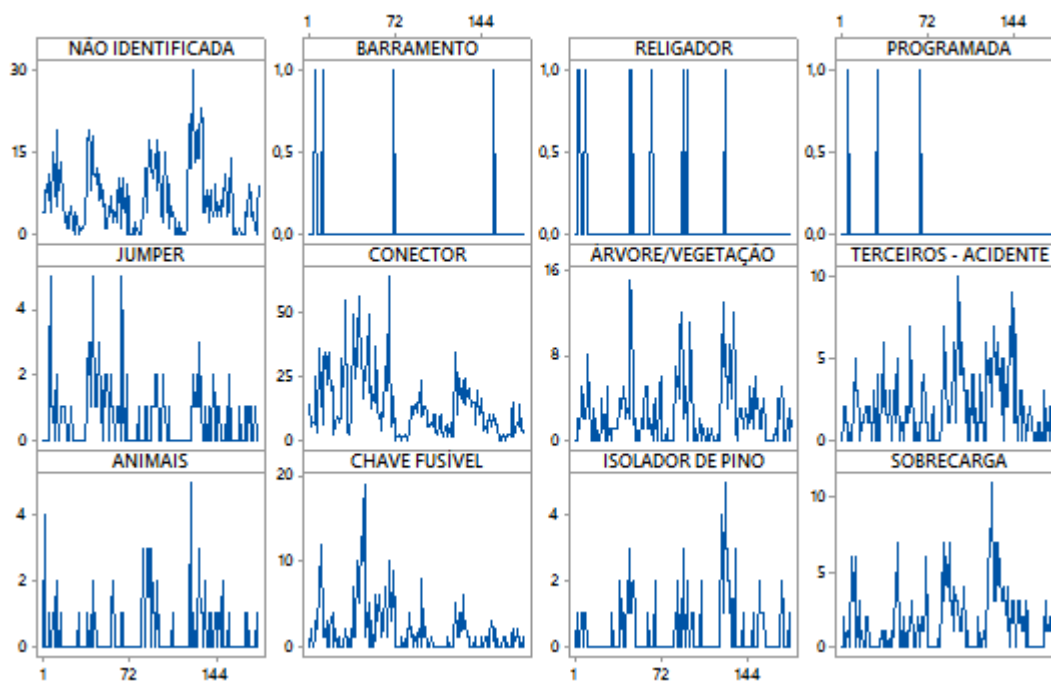 1 72 144 1 72 144
NÃO IDENTIFICADA BARRAMENTO RELIGADOR PROGRAMADA
30 1,0 1,0 1,0
15 0,5 0,5 0,5
0 0,0 0,0 0,0
JUMPER CONECTOR ÁRVORE/VEGETAÇÃO TERCEIROS - ACIDENTE
4 50 16 10
2 25 8 5
0 0 0 0
ANIMAIS CHAVE FUSÍVEL ISOLADOR DE PINO SOBRECARGA
4 20 4 10
2 10 2 5
0 0 0 0
1 72 144 1 72 144